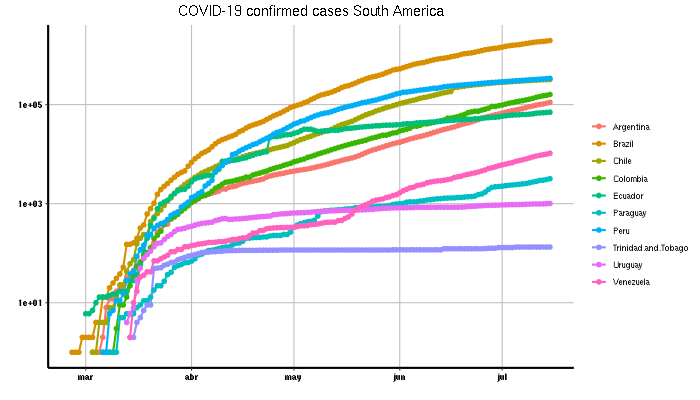 COVID-19 confirmed cases South America
1e+05
1e+03
1e+01
mar
abr
may
jun
jul
Argentina
Brazil
Chile
Colombia
Ecuador
Paraguay
Peru
Trinidad.and.Tobago
Uruguay
Venezuela